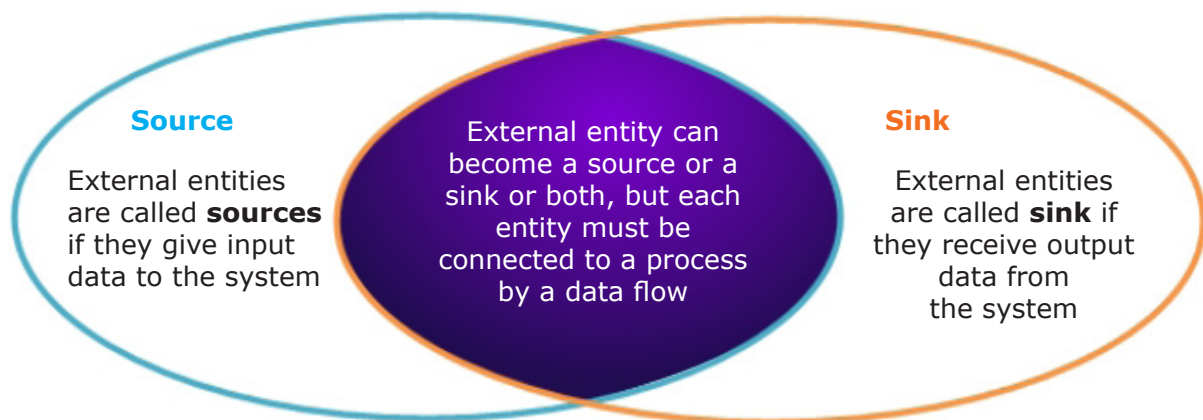 Source
External entities
are called sources
if they give input
data to the system
External entity can
become a source or a
sink or both, but each
entity must be
connected to a process
by a data flow
Sink
External entities
are called sink if
they receive output
data from
the system